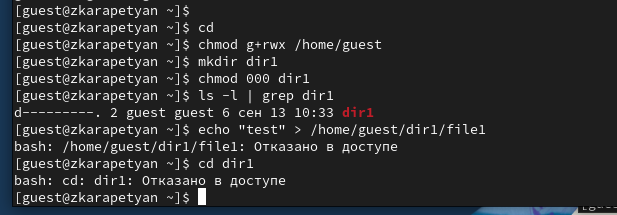 [guest@zkarapetyan ~]$
[guest@zkarapetyan ~]$ cd
[guest@zkarapetyan ~]$ chmod g+rwx /home/guest
[guest@zkarapetyan ~]$ mkdir dir1
[guest@zkarapetyan ~]$ chmod 000 dir1
[guest@zkarapetyan ~]$ ls -l | grep dir1
d---------. 2 guest guest 6 сен 13 10:33 dir1
[guest@zkarapetyan ~]$ echo "test" > /home/guest/dir1/file1
bash: /home/guest/dir1/file1: Отказано в доступе
[guest@zkarapetyan ~]$ cd dir1
bash: cd: dir1: Отказано в доступе
[guest@zkarapetyan ~]$